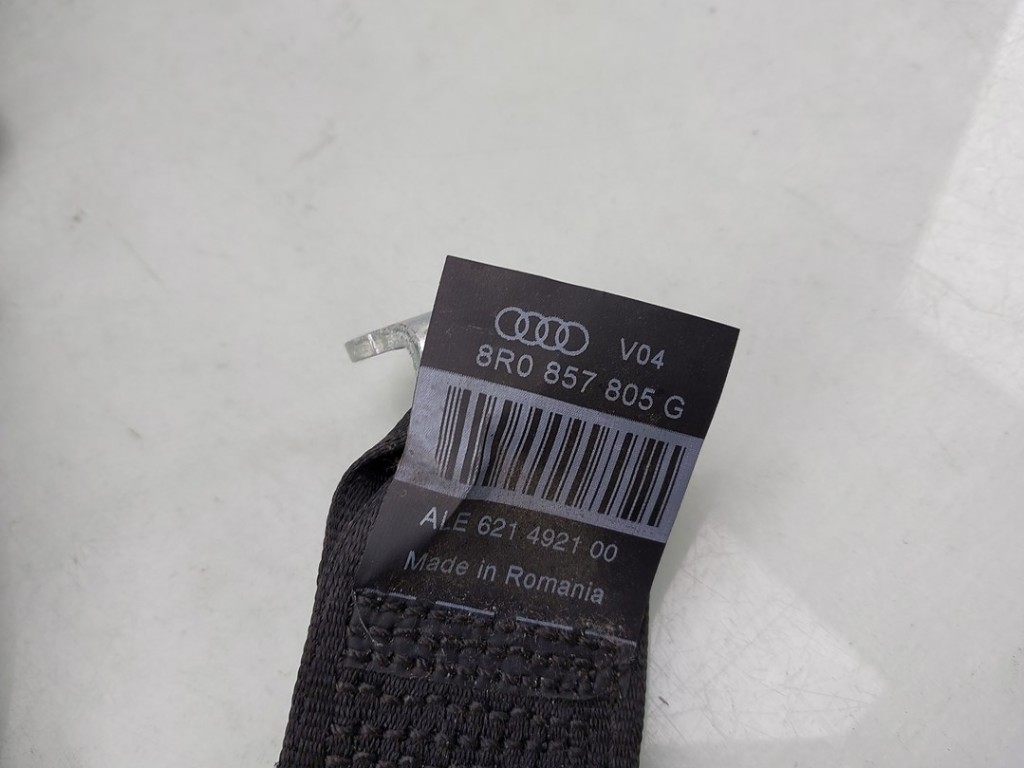 V04
8R0 857 805 G
ALE 621 4921 00
Made in Romania